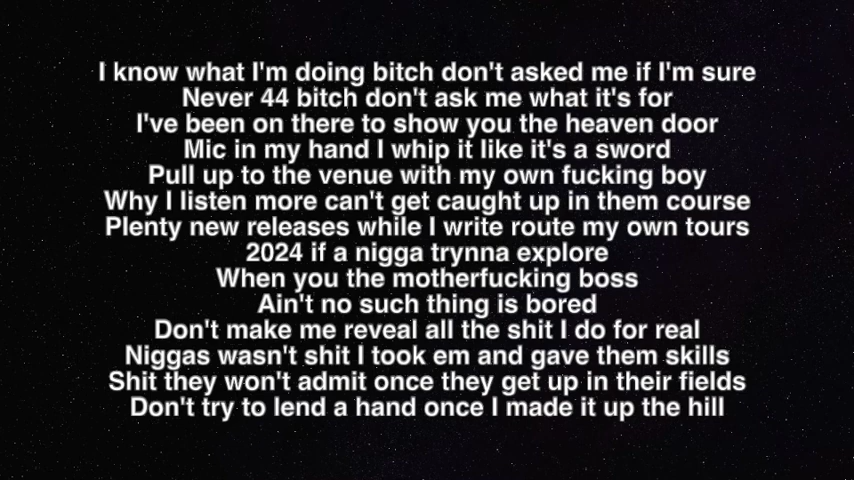 I know what I'm doing bitch don't asked me if I'm sure
Never 44 bitch don't ask me what it's for
I've been on there to show you the heaven door
Mic in my hand I whip it like it's a sword
Pull up to the venue with my own fucking boy
Why I listen more can't get caught up in them course
Plenty new releases while I write route my own tours
2024 if a nigga trynna explore
When you the motherfucking boss
Ain't no such thing is bored
Don't make me reveal all the shit I do for real
Niggas wasn't shit I took em and gave them skills
Shit they won't admit once they get up in their fields
Don't try to lend a hand once I made it up the hill